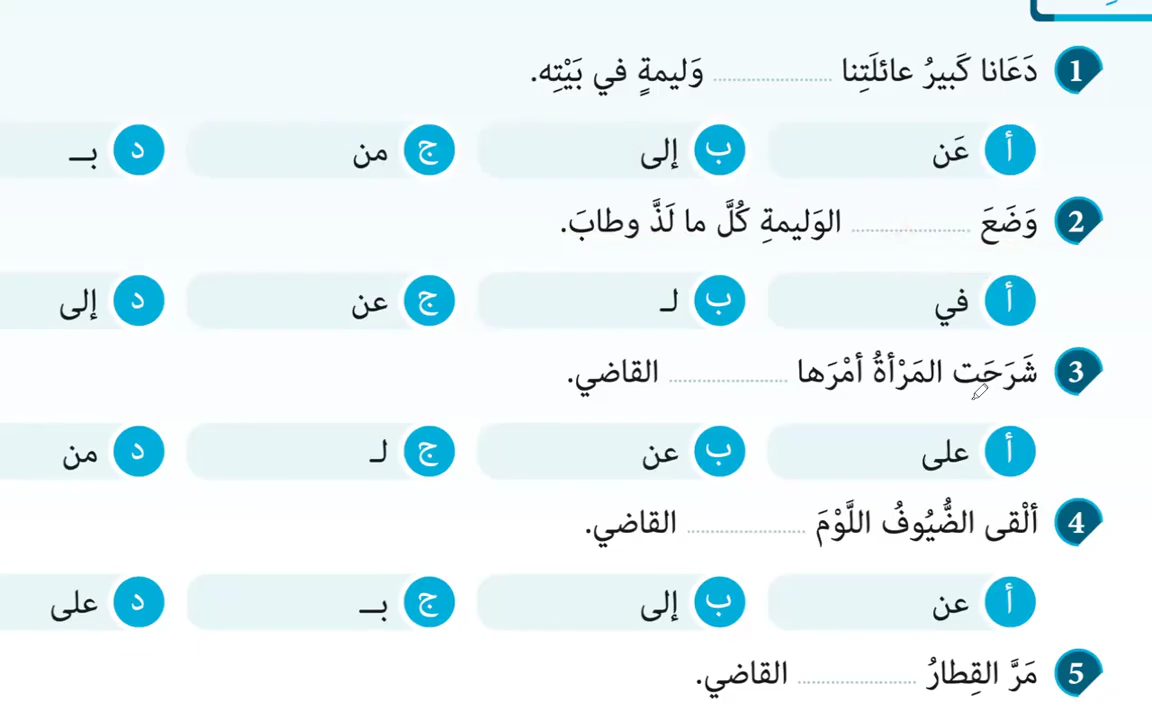 1 دَعَانا كَبيرُ عائلَتِنا ........................ وَليمةٍ في بَيْتِه.
أ عَن ب إلى ج من د بـ
2 وَضَعَ ........................ الوَليمةِ كُلَّ ما لَذَّ وطابَ.
أ في ب لـ ج عن د إلى
3 شَرَحَت المَرْأةُ أمْرَها ........................ القاضي.
أ على ب عن ج لـ د من
4 ألْقى الضُّيُوفُ اللَّوْمَ ........................ القاضي.
أ عن ب إلى ج بـ د على
5 مَرَّ القِطارُ ........................ القاضي.